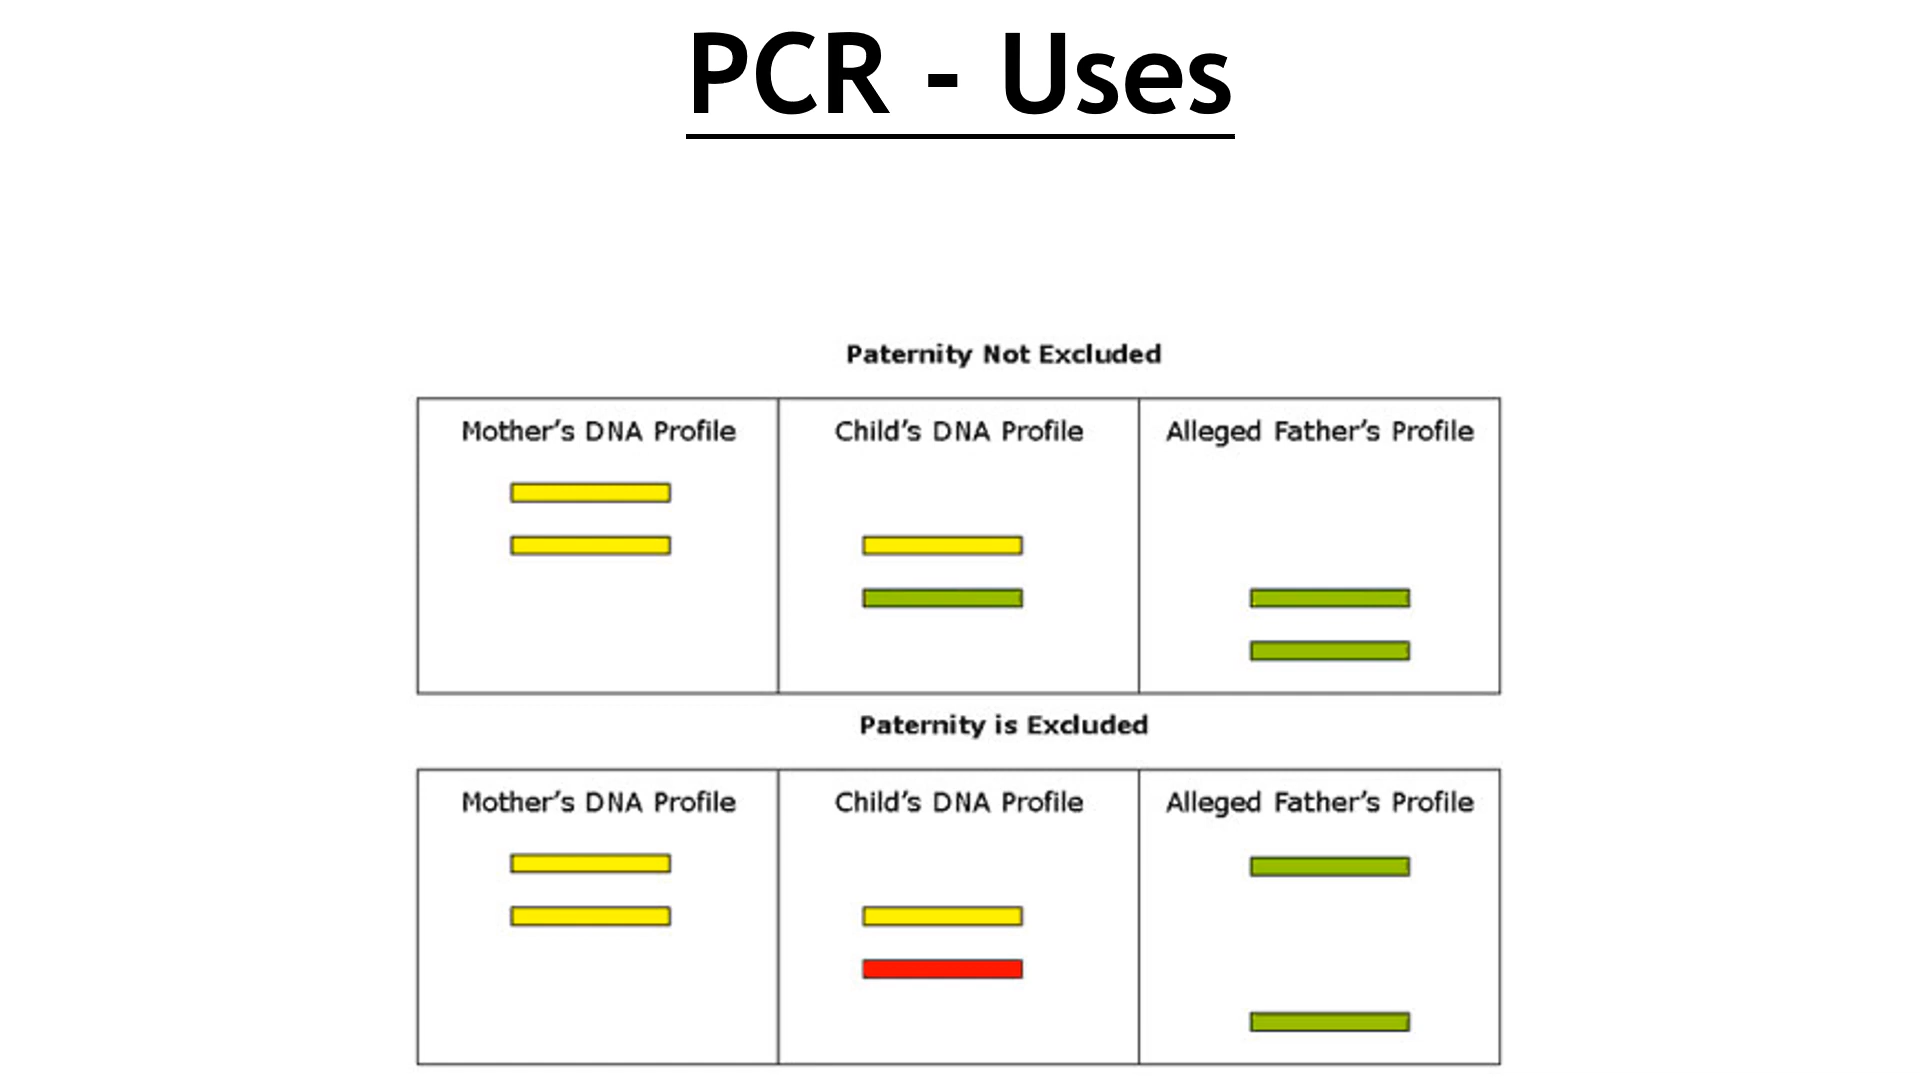 PCR - Uses
Paternity Not Excluded
Mother's DNA Profile
Child's DNA Profile
Alleged Father's Profile
Paternity is Excluded
Mother's DNA Profile
Child's DNA Profile
Alleged Father's Profile